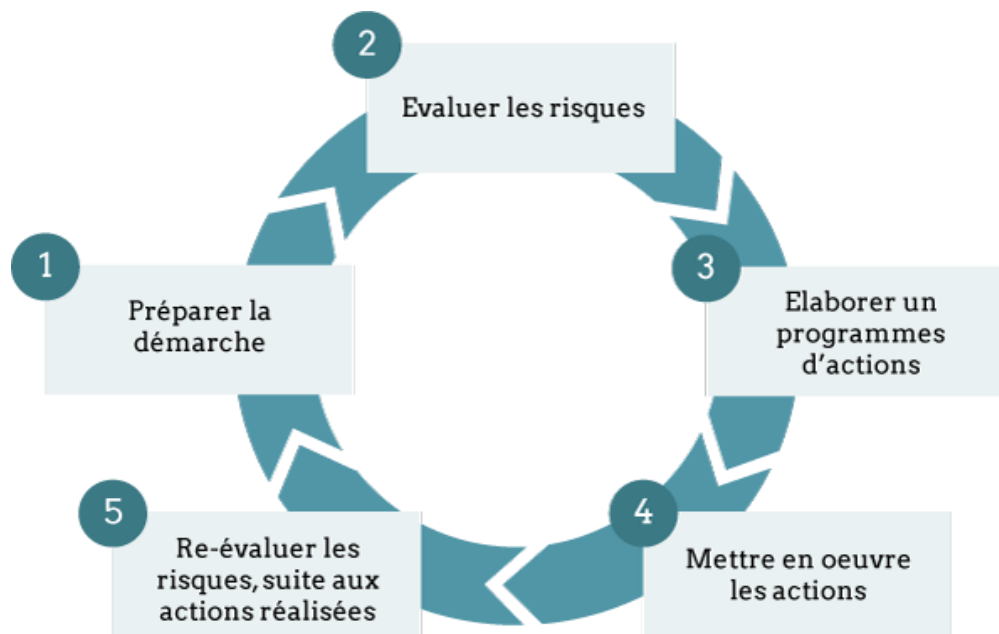 1
Préparer la
démarche
2
Evaluer les risques
3
Elaborer un
programmes
d'actions
4
Mettre en oeuvre
les actions
5
Re-évaluer les
risques, suite aux
actions réalisées